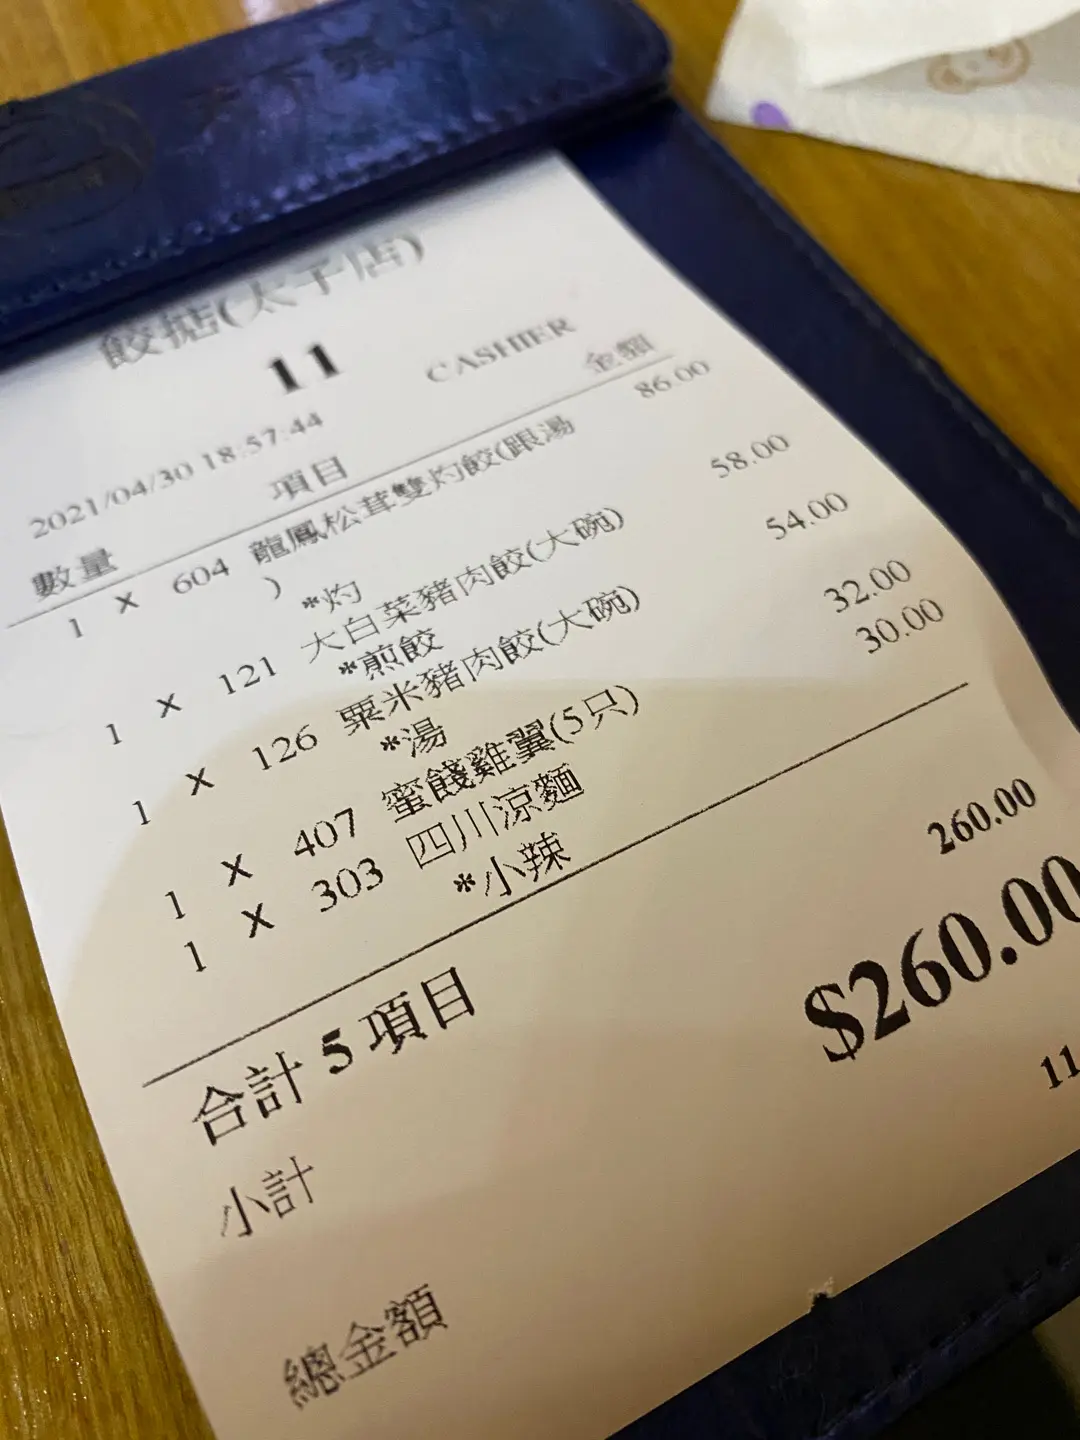 餃掂(太子店)
11 CASHIER
2021/04/30 18:57:44
數量 項目 金額
1 X 604 龍鳳松茸雙灼餃(跟湯 86.00
)
*灼
1 X 121 大白菜豬肉餃(大碗) 58.00
*煎餃
1 X 126 粟米豬肉餃(大碗) 54.00
*湯
1 X 407 蜜餞雞翼(5只) 32.00
1 X 303 四川涼麵 30.00
*小辣
合計 5 項目
小計 260.00
總金額 $260.00
11